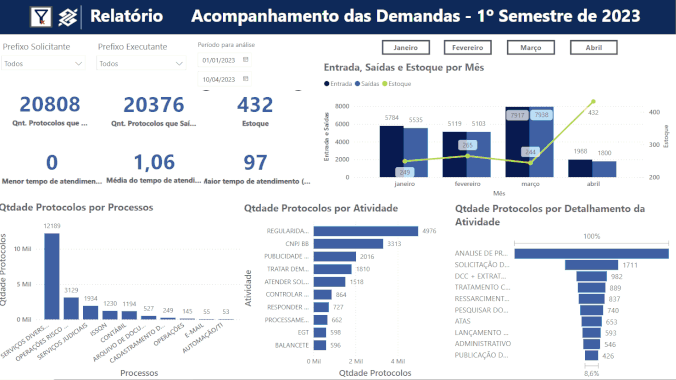 Relatório Acompanhamento das Demandas - 1º Semestre de 2023
Prefixo Solicitante
Todos
Prefixo Executante
Todos
Período para análise
01/01/2023
10/04/2023
Janeiro
Fevereiro
Março
Abril
20808
Qnt. Protocolos que ...
20376
Qnt. Protocolos que Saí...
432
Estoque
0
Menor tempo de atendimen...
1,06
Média do tempo de atendi...
97
Maior tempo de atendimento (...
Entrada, Saídas e Estoque por Mês
Entrada Saídas Estoque
Entrada e Saídas
8000
6000
4000
2000
0
5784
5535
249
5119
5103
265
7917
7938
244
1968
1800
432
400
300
200
Estoque
Janeiro
fevereiro
março
abril
Mês
Qtdade Protocolos por Processos
Qtdade Protocolos
10 Mil
5 Mil
0 Mil
12189
3129
1934
1230
1194
527
249
145
55
53
SERVIÇOS DIVERS...
OPERAÇÕES RISCO ...
SERVIÇOS JUDICIAIS
ISSQN
CONTÁBIL
ARQUIVO DE DOCU...
CADASTRAMENTO D...
OPERAÇÕES
E-MAIL
AUTOMAÇÃO/TI
Processos
Qtdade Protocolos por Atividade
Atividade
REGULARIDA... 4976
CNPJ BB 3313
PUBLICIDADE ... 2016
TRATAR DEM... 1810
ATENDER SOL... 1518
CONTROLAR ... 864
RESPONDER ... 727
PROCESSAME... 662
EGT 598
BALANCETE 596
0 Mil
2 Mil
4 Mil
Qtdade Protocolos
Qtdade Protocolos por Detalhamento da
Atividade
100%
ANALISE DE PR...
SOLICITAÇÃO D... 1711
DCC + EXTRAT... 982
TRATAMENTO C... 889
RESSARCIMENT... 837
PESQUISAR DO... 740
ATAS 653
LANÇAMENTO ... 593
ADMINISTRATIVO 546
PUBLICAÇÃO D... 426
8,6%